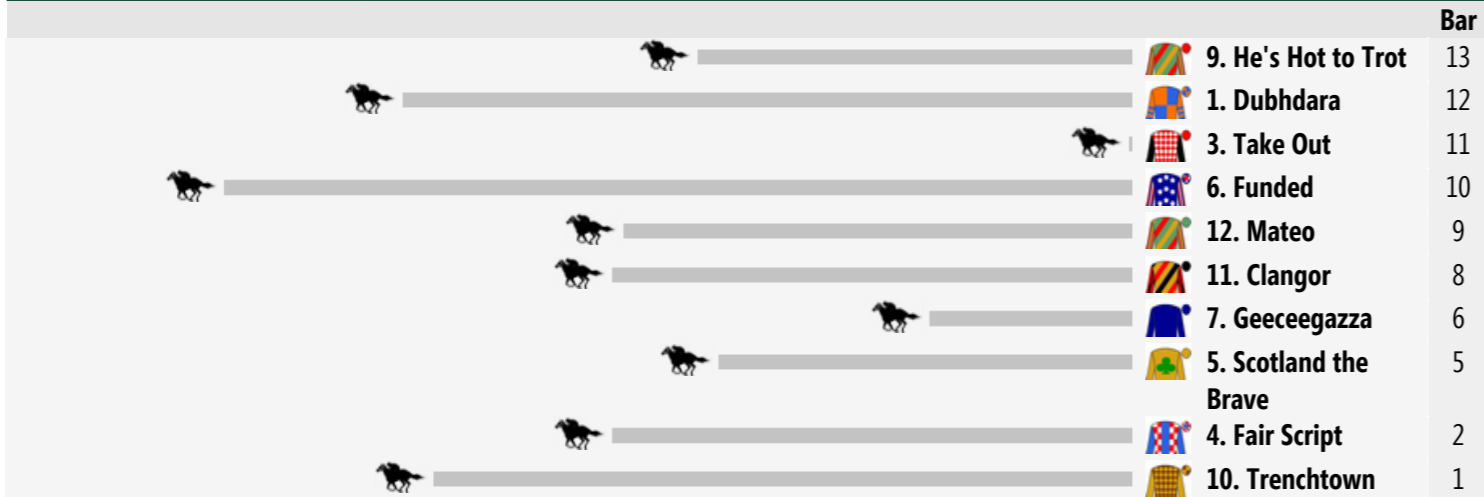 Bar
9. He's Hot to Trot 13
1. Dubhdara 12
3. Take Out 11
6. Funded 10
12. Mateo 9
11. Clangor 8
7. Geeceegazza 6
5. Scotland the 5
Brave
4. Fair Script 2
10. Trenchtown 1